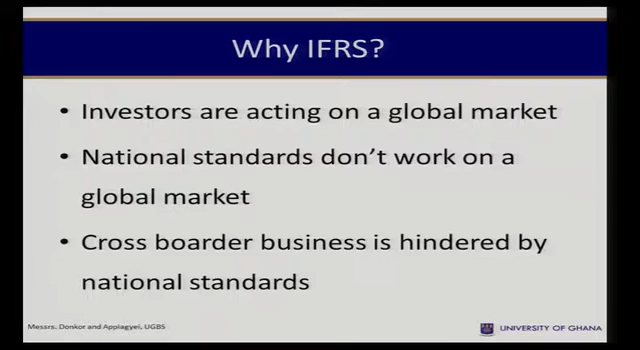 Why IFRS?
• Investors are acting on a global market
• National standards don't work on a
global market
• Cross boarder business is hindered by
national standards
Messrs. Donkor and Appiagyei, UGBS
UNIVERSITY OF GHANA